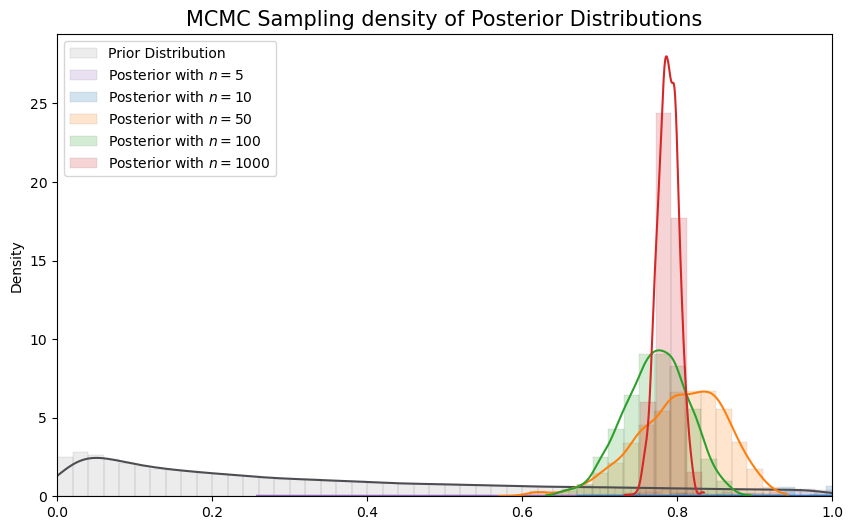 MCMC Sampling density of Posterior Distributions
Prior Distribution
Posterior with n = 5
Posterior with n = 10
Posterior with n = 50
Posterior with n = 100
Posterior with n = 1000
Density
25
20
15
10
5
0
0.0 0.2 0.4 0.6 0.8 1.0